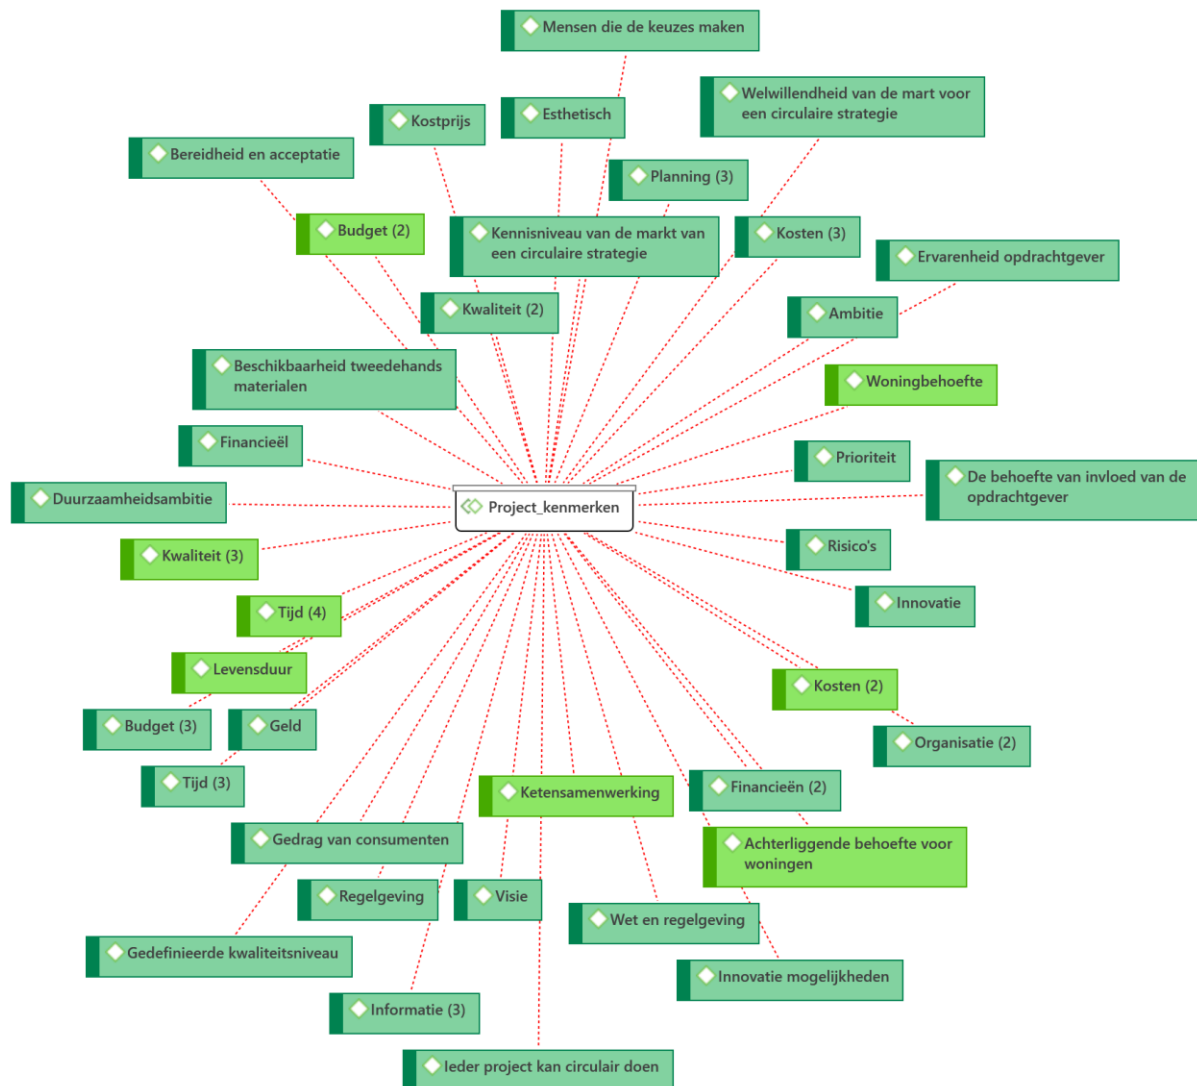 Mensen die de keuzes maken
Welwillendheid van de mart voor
een circulaire strategie
Kostprijs
Esthetisch
Bereidheid en acceptatie
Planning (3)
Budget (2)
Kennisniveau van de markt van
een circulaire strategie
Kosten (3)
Ervarenheid opdrachtgever
Kwaliteit (2)
Ambitie
Beschikbaarheid tweedehands
materialen
Woningbehoefte
Financieël
Prioriteit
De behoefte van invloed van de
opdrachtgever
Duurzaamheidsambitie
Project_kenmerken
Kwaliteit (3)
Risico's
Innovatie
Tijd (4)
Levensduur
Kosten (2)
Budget (3)
Geld
Organisatie (2)
Tijd (3)
Ketensamenwerking
Financieën (2)
Gedrag van consumenten
Achterliggende behoefte voor
woningen
Regelgeving
Visie
Wet en regelgeving
Gedefinieerde kwaliteitsniveau
Innovatie mogelijkheden
Informatie (3)
Ieder project kan circulair doen